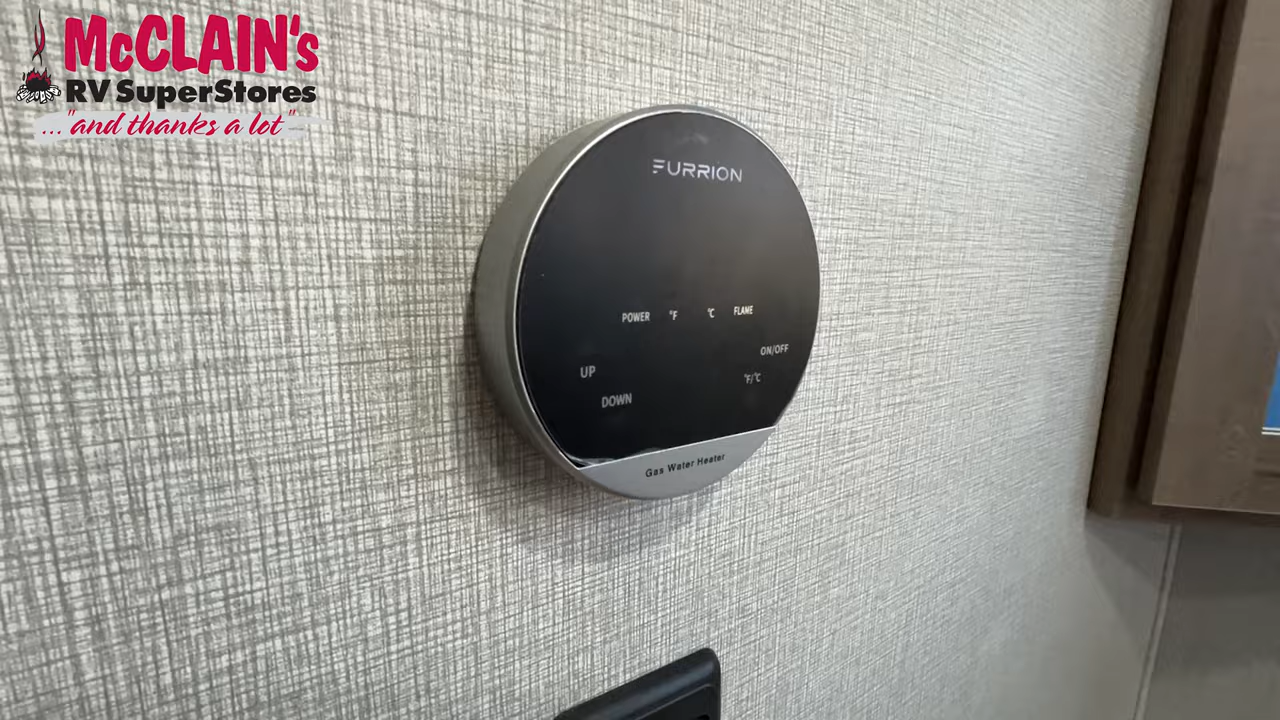 McCLAIN's
RV SuperStores
..."and thanks a lot"
FURRION
POWER °F °C FLAME
ON/OFF
UP
°F/°C
DOWN
Gas Water Heater